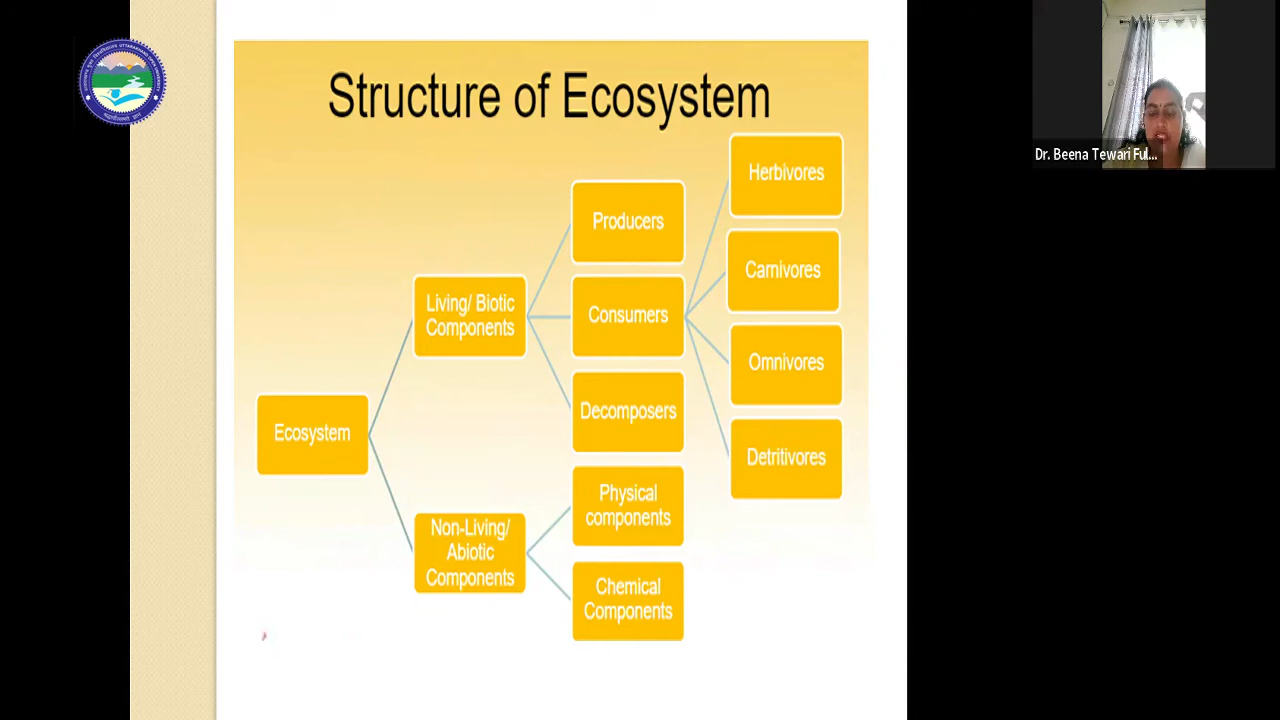 Structure of Ecosystem
Herbivores
Producers
Carnivores
Living/ Biotic
Components
Consumers
Omnivores
Decomposers
Ecosystem
Detritivores
Physical
components
Non-Living/
Abiotic
Components
Chemical
Components
Dr. Beena Tewari Ful...